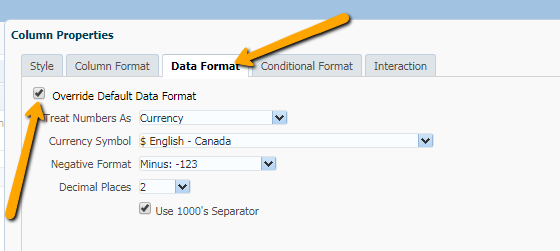 Column Properties
Style Column Format Data Format Conditional Format Interaction
Override Default Data Format
Treat Numbers As Currency
Currency Symbol $ English - Canada
Negative Format Minus: -123
Decimal Places 2
Use 1000's Separator